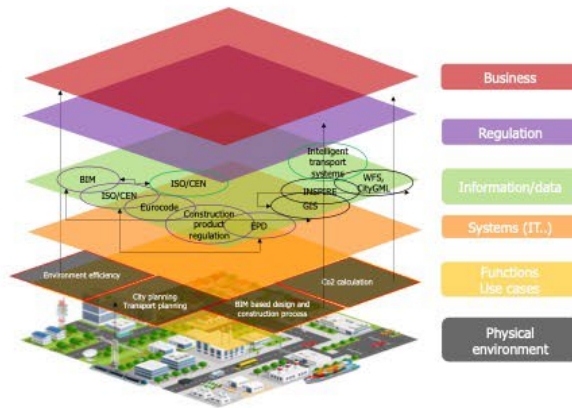 Business
Regulation
Intelligent
transport
systems
BIM
ISO/CEN
WFS,
CityGML
ISO/CEN
INSPIRE
Information/data
Eurocode
GIS
Construction
product
regulation
EPD
Systems (IT..)
Environment efficiency
Co2 calculation
Functions
Use cases
City planning
Transport planning
BIM based design and
construction process
Physical
environment